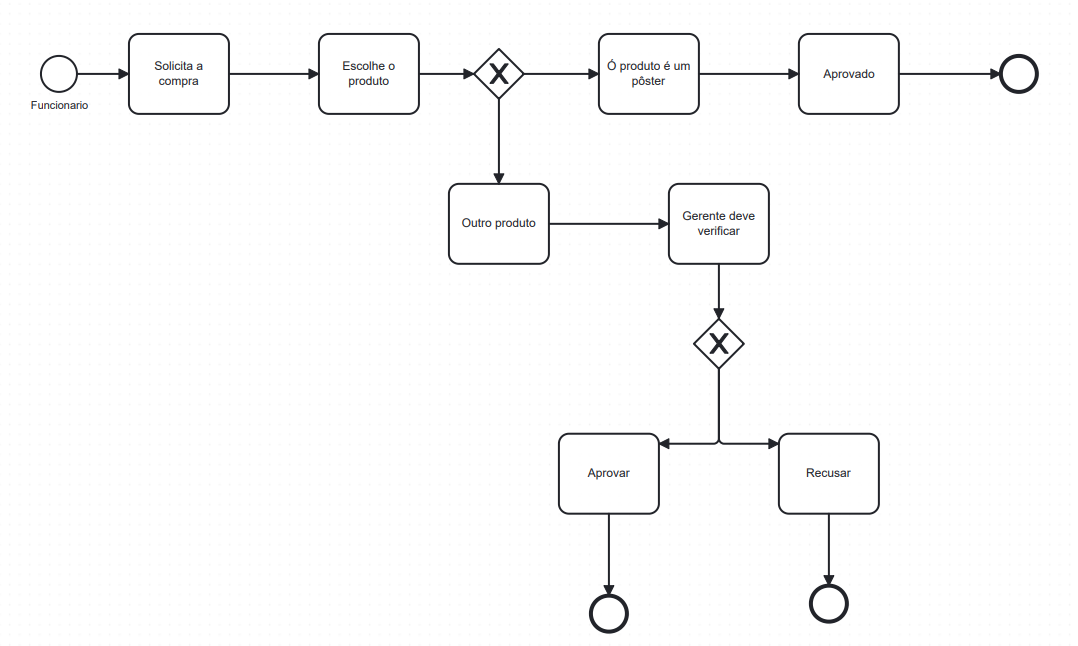 Solicita a
compra
Escolhe o
produto
Ó produto é um
pôster
Aprovado
Funcionario
Outro produto
Gerente deve
verificar
Aprovar
Recusar